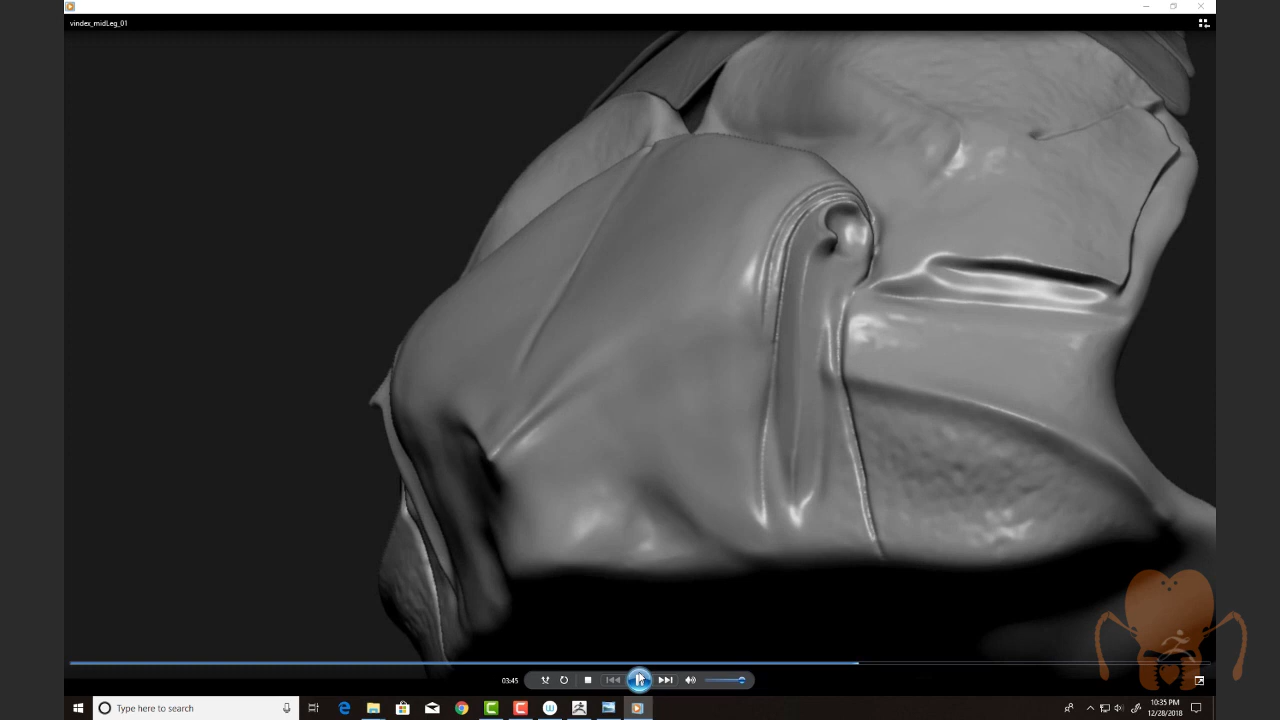 vindex_midLeg_01
03:45
Type here to search
10:35 PM
12/28/2018